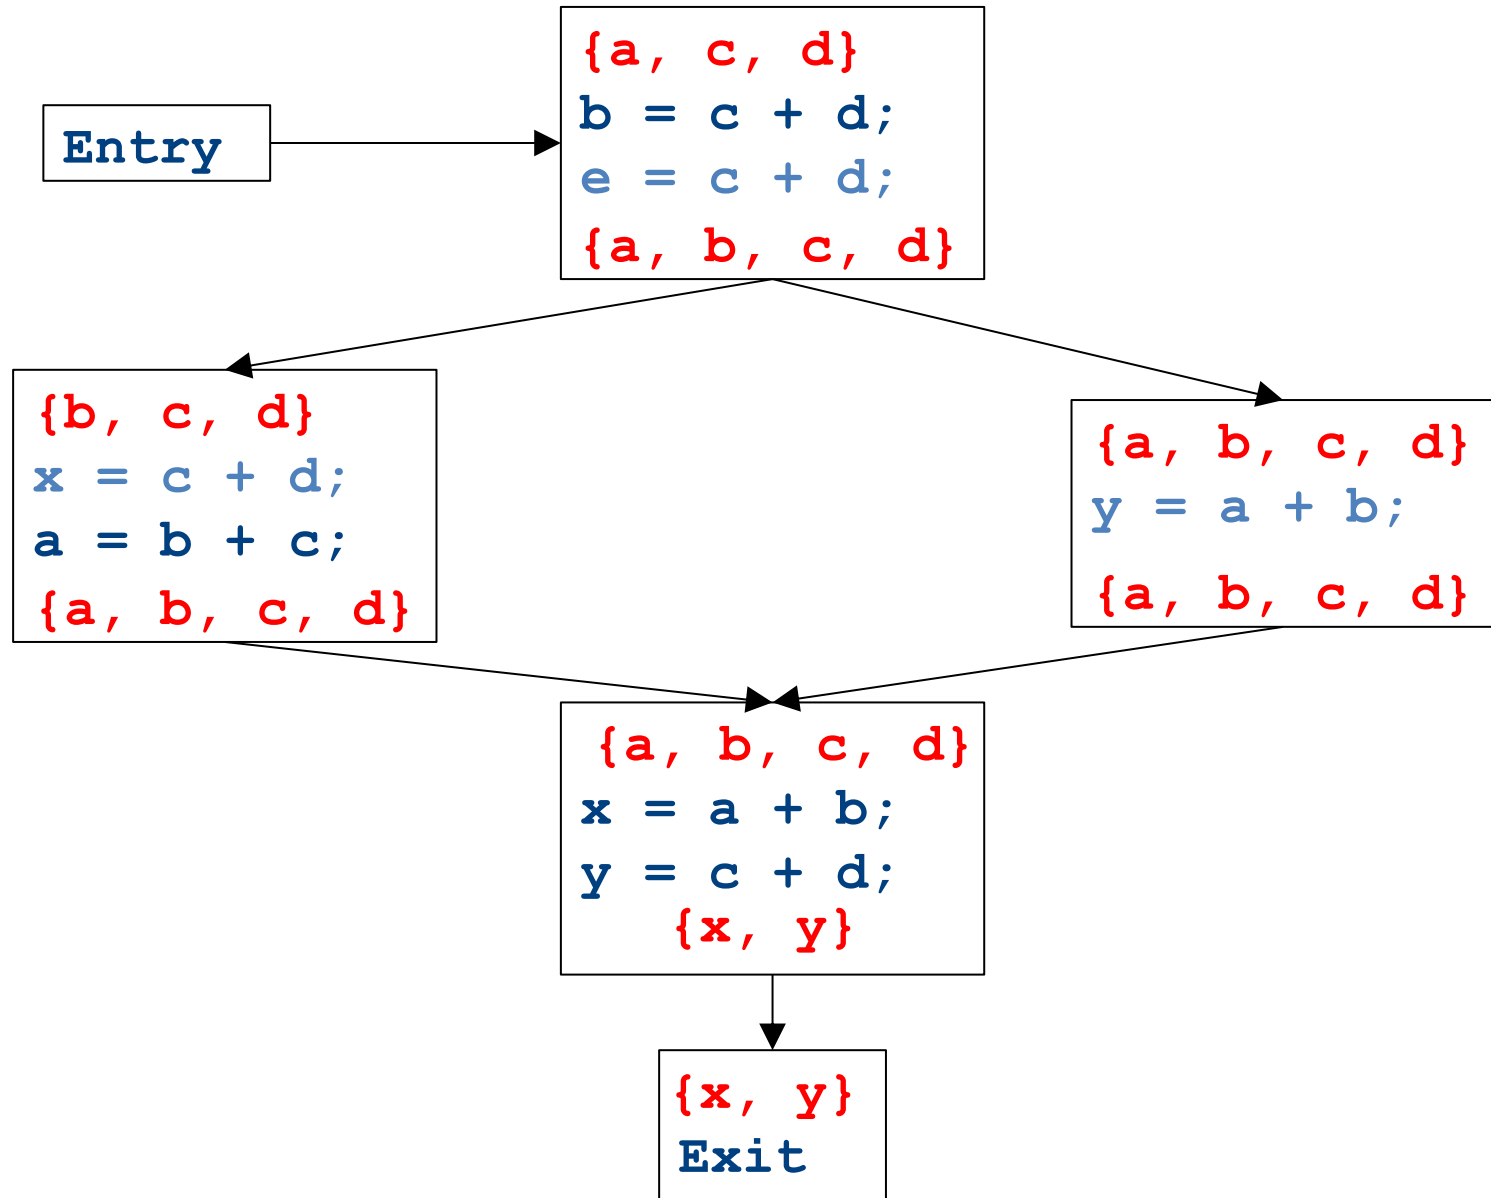 Entry
{a, c, d}
b = c + d;
e = c + d;
{a, b, c, d}
{b, c, d}
x = c + d;
a = b + c;
{a, b, c, d}
{a, b, c, d}
y = a + b;
{a, b, c, d}
{a, b, c, d}
x = a + b;
y = c + d;
{x, y}
{x, y}
Exit